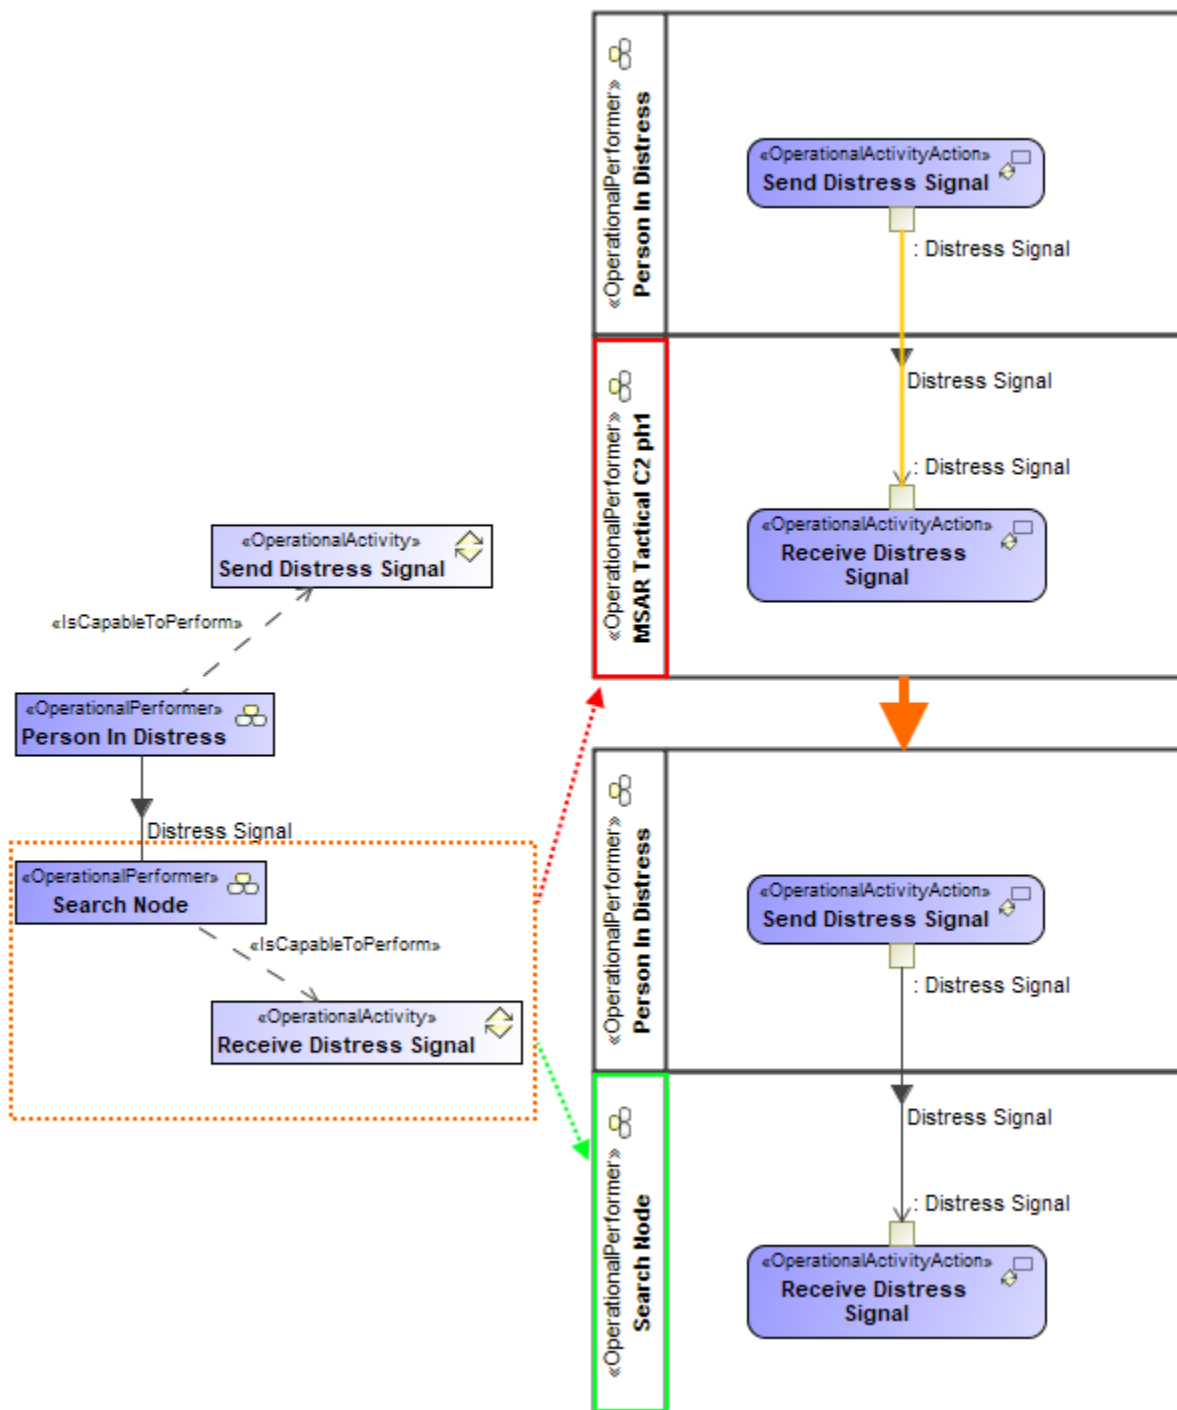 «OperationalActivity»
Send Distress Signal
«IsCapableToPerform»
«OperationalPerformer»
Person In Distress
Distress Signal
«OperationalPerformer»
Search Node
«IsCapableToPerform»
«OperationalActivity»
Receive Distress Signal
«OperationalPerformer»
Person In Distress
«OperationalActivityAction»
Send Distress Signal
: Distress Signal
«OperationalPerformer»
MSAR Tactical C2 ph1
Distress Signal
: Distress Signal
«OperationalActivityAction»
Receive Distress
Signal
«OperationalPerformer»
Person In Distress
«OperationalActivityAction»
Send Distress Signal
: Distress Signal
«OperationalPerformer»
Search Node
Distress Signal
: Distress Signal
«OperationalActivityAction»
Receive Distress
Signal